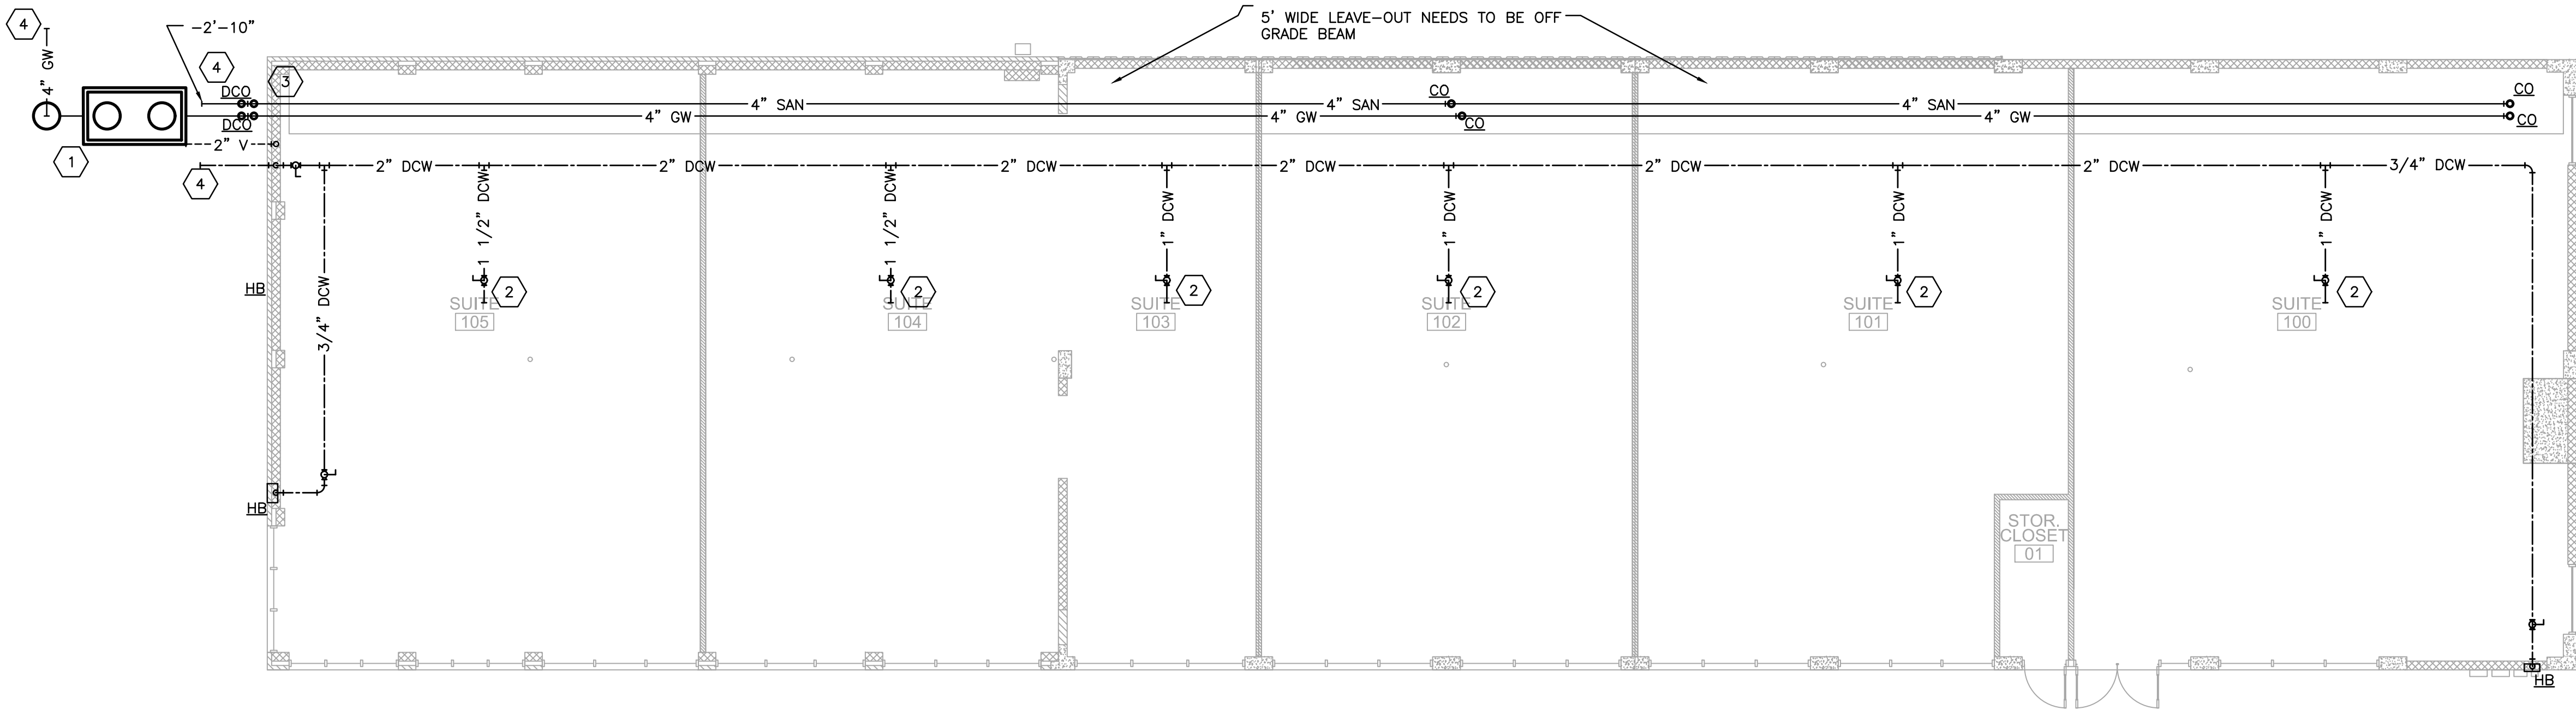 4
-2'-10"
5' WIDE LEAVE-OUT NEEDS TO BE OFF
GRADE BEAM
4" GW
4
3
DCO
DCO
4" SAN
4" SAN
CO
4" SAN
CO
4" GW
4" GW
CO
4" GW
CO
1
2" V
4
2" DCW
2" DCW
2" DCW
2" DCW
2" DCW
2" DCW
3/4" DCW
1 1/2" DCW
1 1/2" DCW
1" DCW
1" DCW
1" DCW
1" DCW
HB
3/4" DCW
2
2
2
2
2
2
SUITE
105
SUITE
104
SUITE
103
SUITE
102
SUITE
101
SUITE
100
HB
STOR.
CLOSET
01
HB